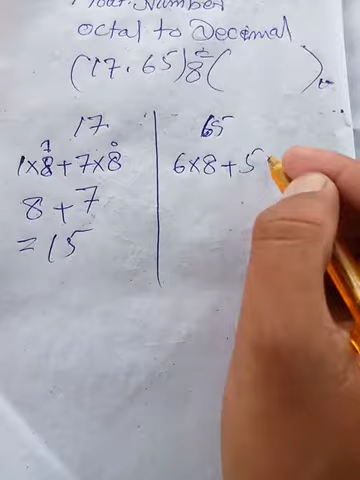 Float Number
Octal to Decimal
(17.65)8 = ( )10
17
1×8¹+7×8⁰
8+7
=15
65
6×8+5